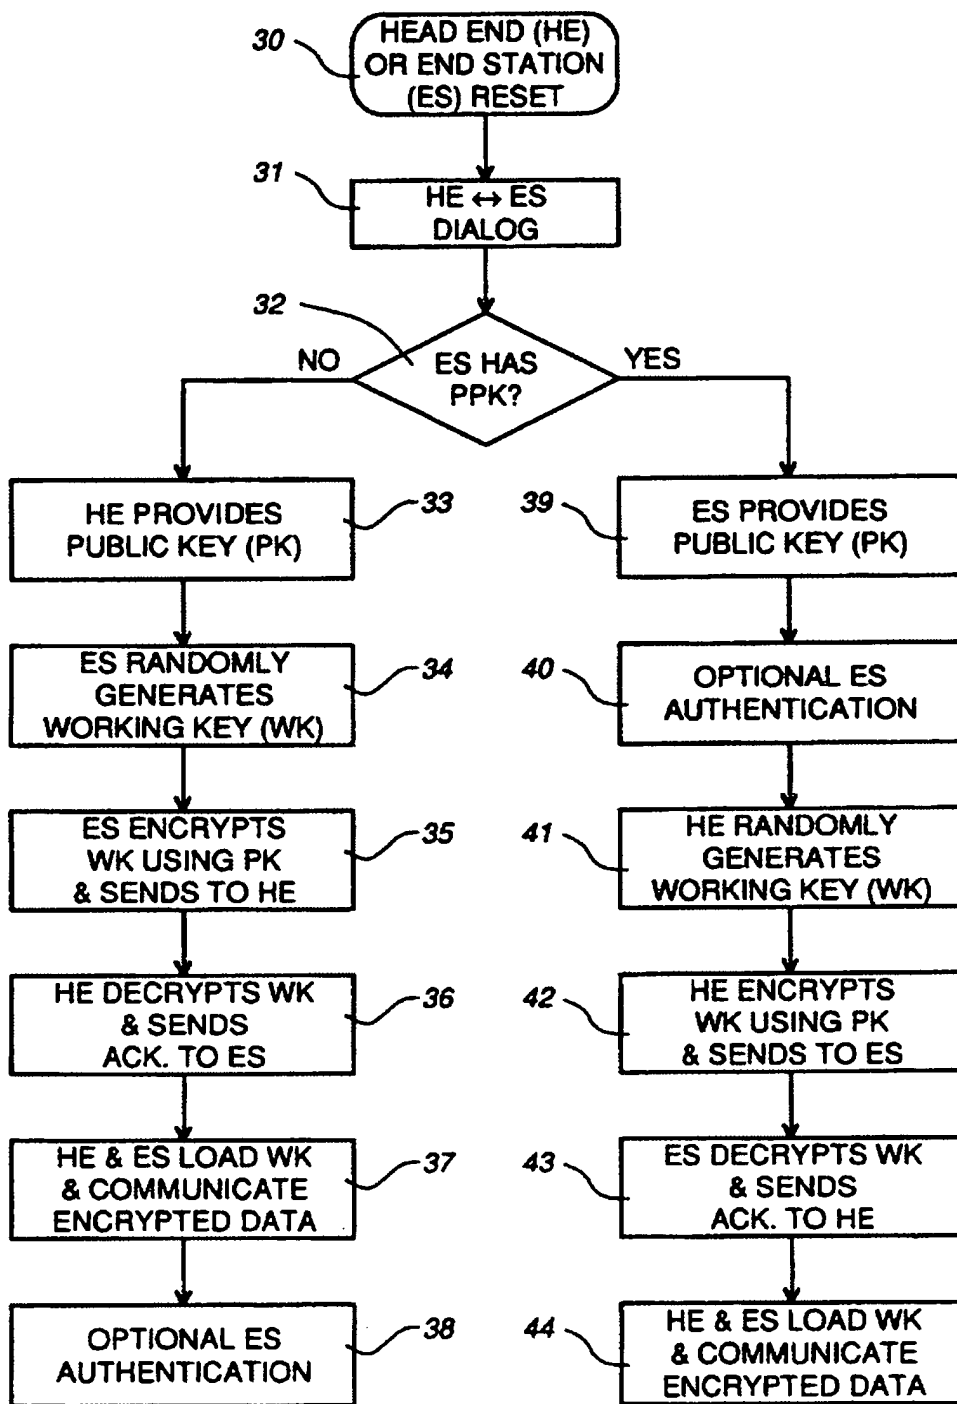 30
HEAD END (HE)
OR END STATION
(ES) RESET
31
HE ↔ ES
DIALOG
32
NO
ES HAS
PPK?
YES
HE PROVIDES
PUBLIC KEY (PK)
33
39
ES PROVIDES
PUBLIC KEY (PK)
ES RANDOMLY
GENERATES
WORKING KEY (WK)
34
40
OPTIONAL ES
AUTHENTICATION
ES ENCRYPTS
WK USING PK
& SENDS TO HE
35
41
HE RANDOMLY
GENERATES
WORKING KEY (WK)
HE DECRYPTS WK
& SENDS
ACK. TO ES
36
42
HE ENCRYPTS
WK USING PK
& SENDS TO ES
HE & ES LOAD WK
& COMMUNICATE
ENCRYPTED DATA
37
43
ES DECRYPTS WK
& SENDS
ACK. TO HE
OPTIONAL ES
AUTHENTICATION
38
44
HE & ES LOAD WK
& COMMUNICATE
ENCRYPTED DATA